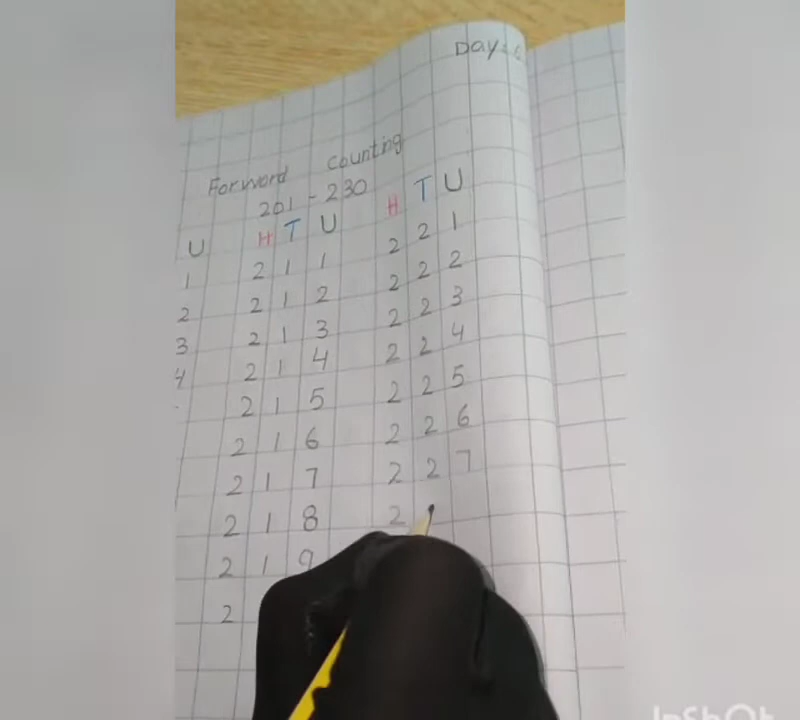 Day:
Forword counting
201 - 230
U H T U H T U
1 2 1 1 2 2 1
2 2 1 2 2 2 2
3 2 1 3 2 2 3
4 2 1 4 2 2 4
2 1 5 2 2 5
2 1 6 2 2 6
2 1 7 2 2 7
2 1 8 2
2 1 9
2
InShOt